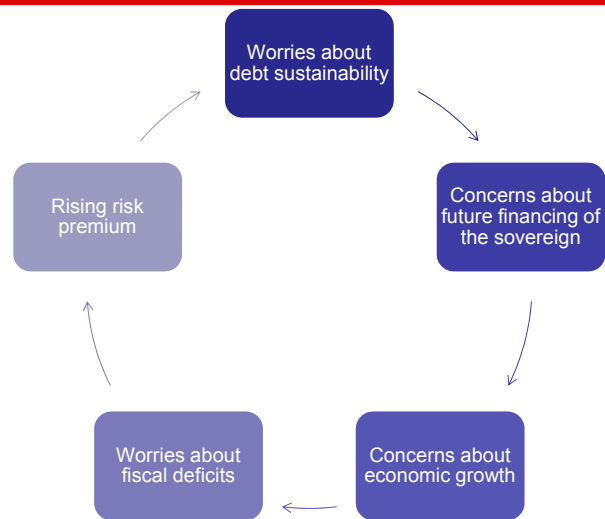 Worries about
debt sustainability
Concerns about
future financing of
the sovereign
Concerns about
economic growth
Worries about
fiscal deficits
Rising risk
premium